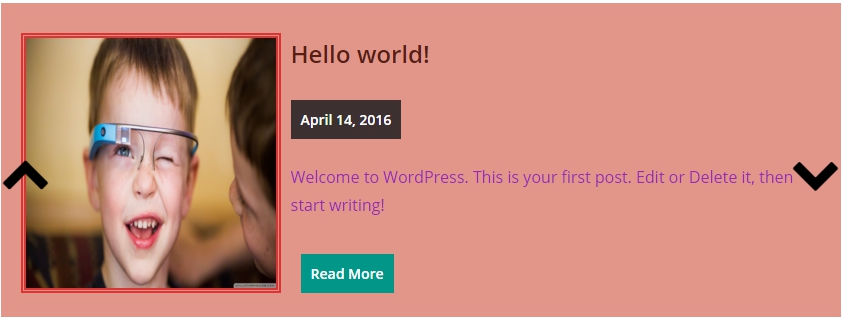 Hello world!
April 14, 2016
Welcome to WordPress. This is your first post. Edit or Delete it, then
start writing!
Read More